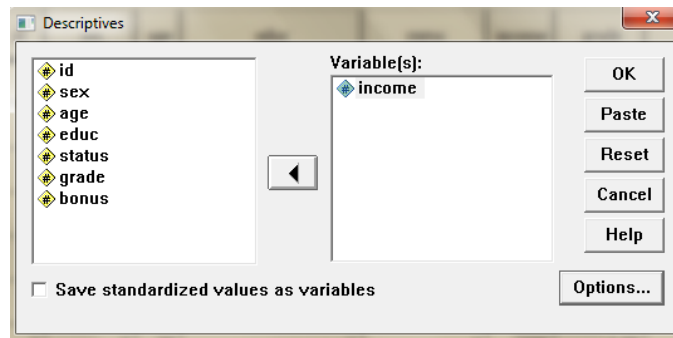 Descriptives
id
sex
age
educ
status
grade
bonus
Variable(s):
income
OK
Paste
Reset
Cancel
Help
Save standardized values as variables
Options...